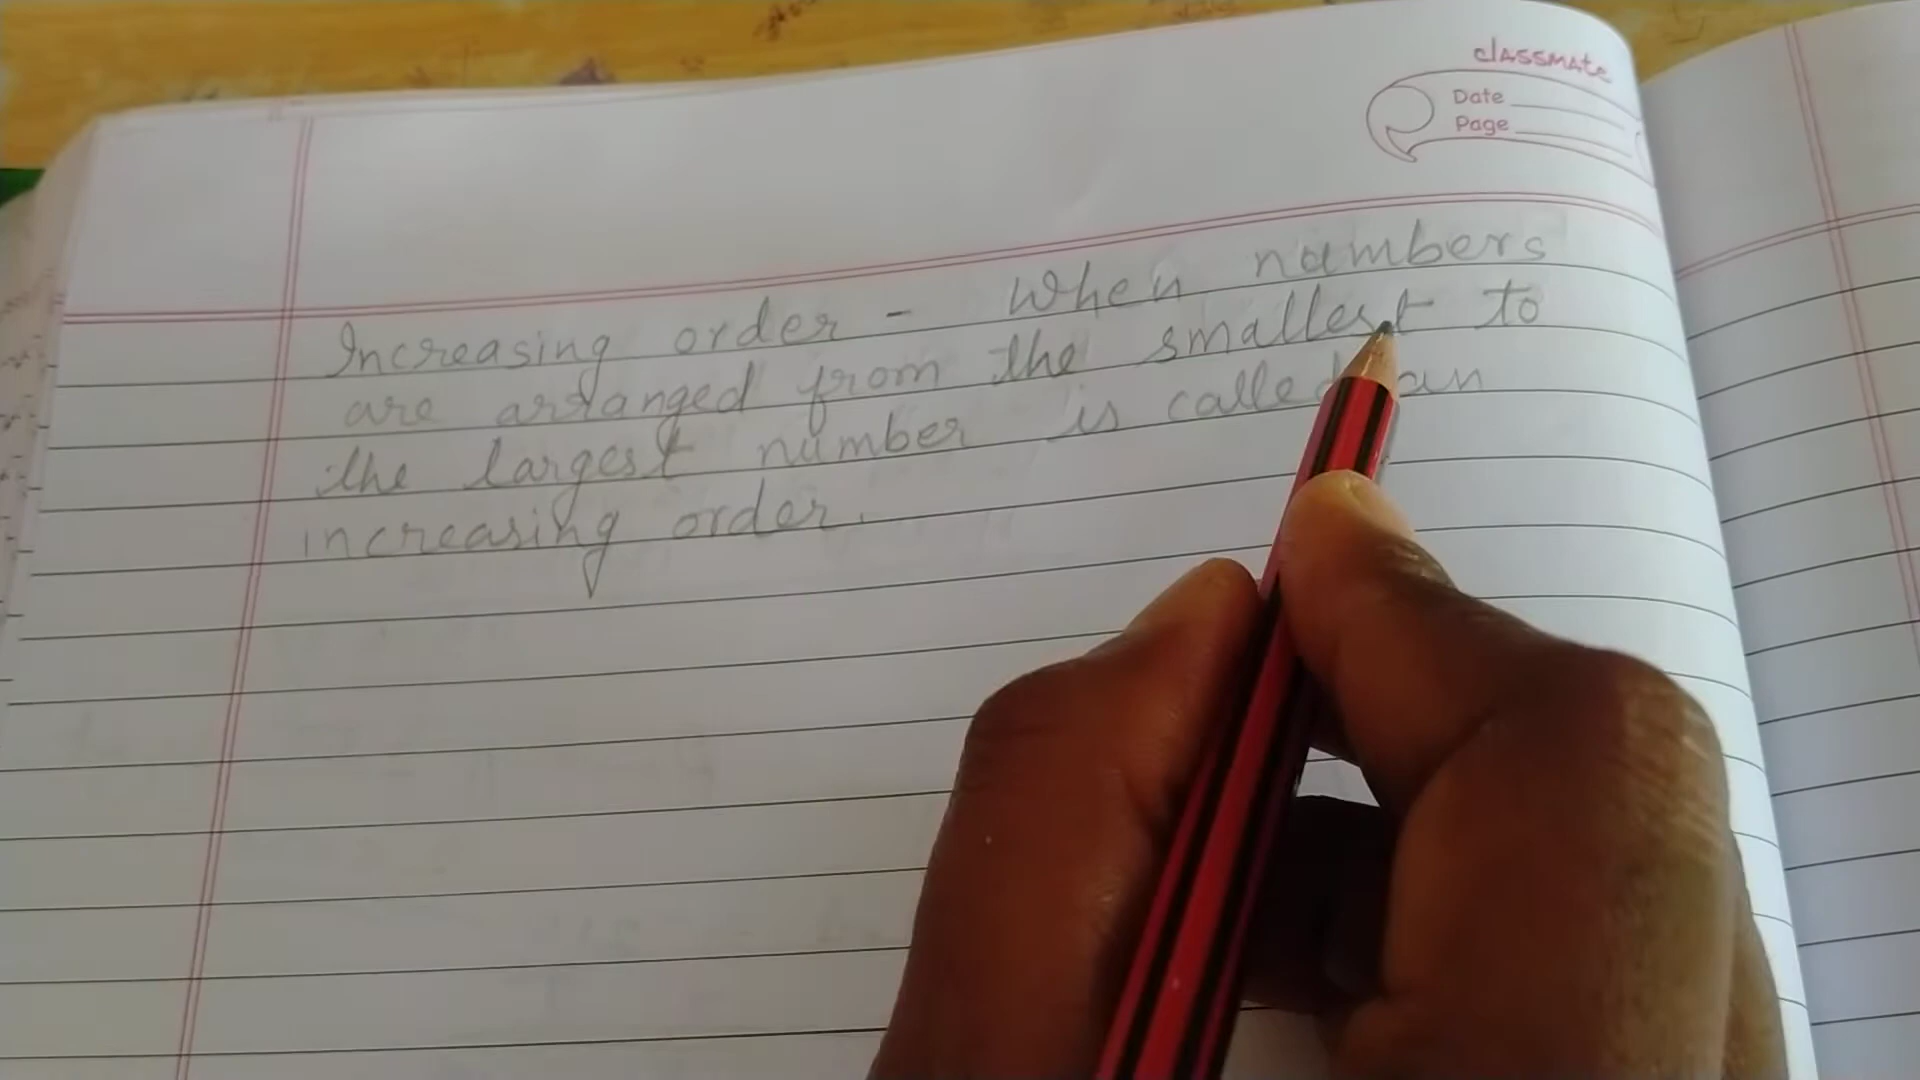 classmate
Date
Page
Increasing order - When numbers
are arranged from the smallest to
the largest number is called an
increasing order.